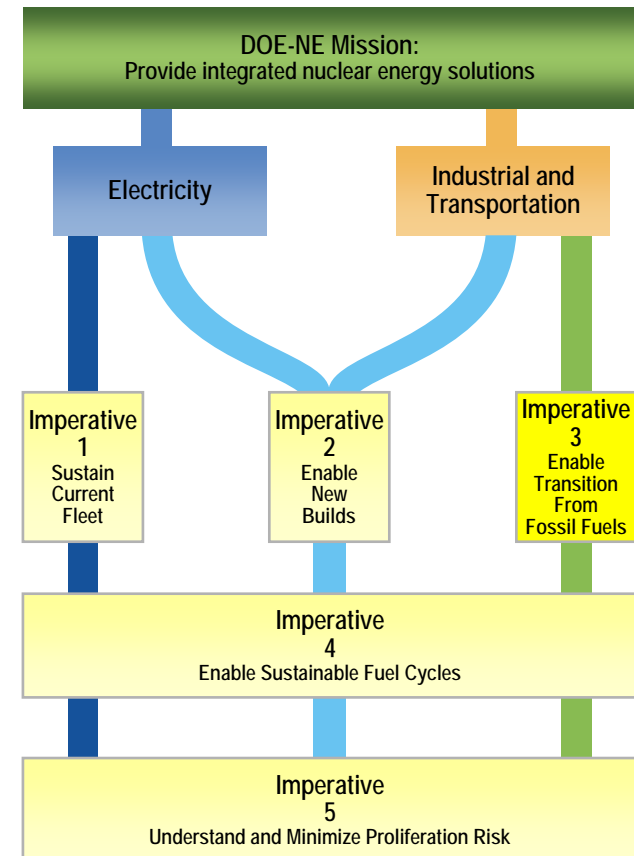 DOE-NE Mission:
Provide integrated nuclear energy solutions
Electricity
Industrial and
Transportation
Imperative
1
Sustain
Current
Fleet
Imperative
2
Enable
New
Builds
Imperative
3
Enable
Transition
From
Fossil Fuels
Imperative
4
Enable Sustainable Fuel Cycles
Imperative
5
Understand and Minimize Proliferation Risk